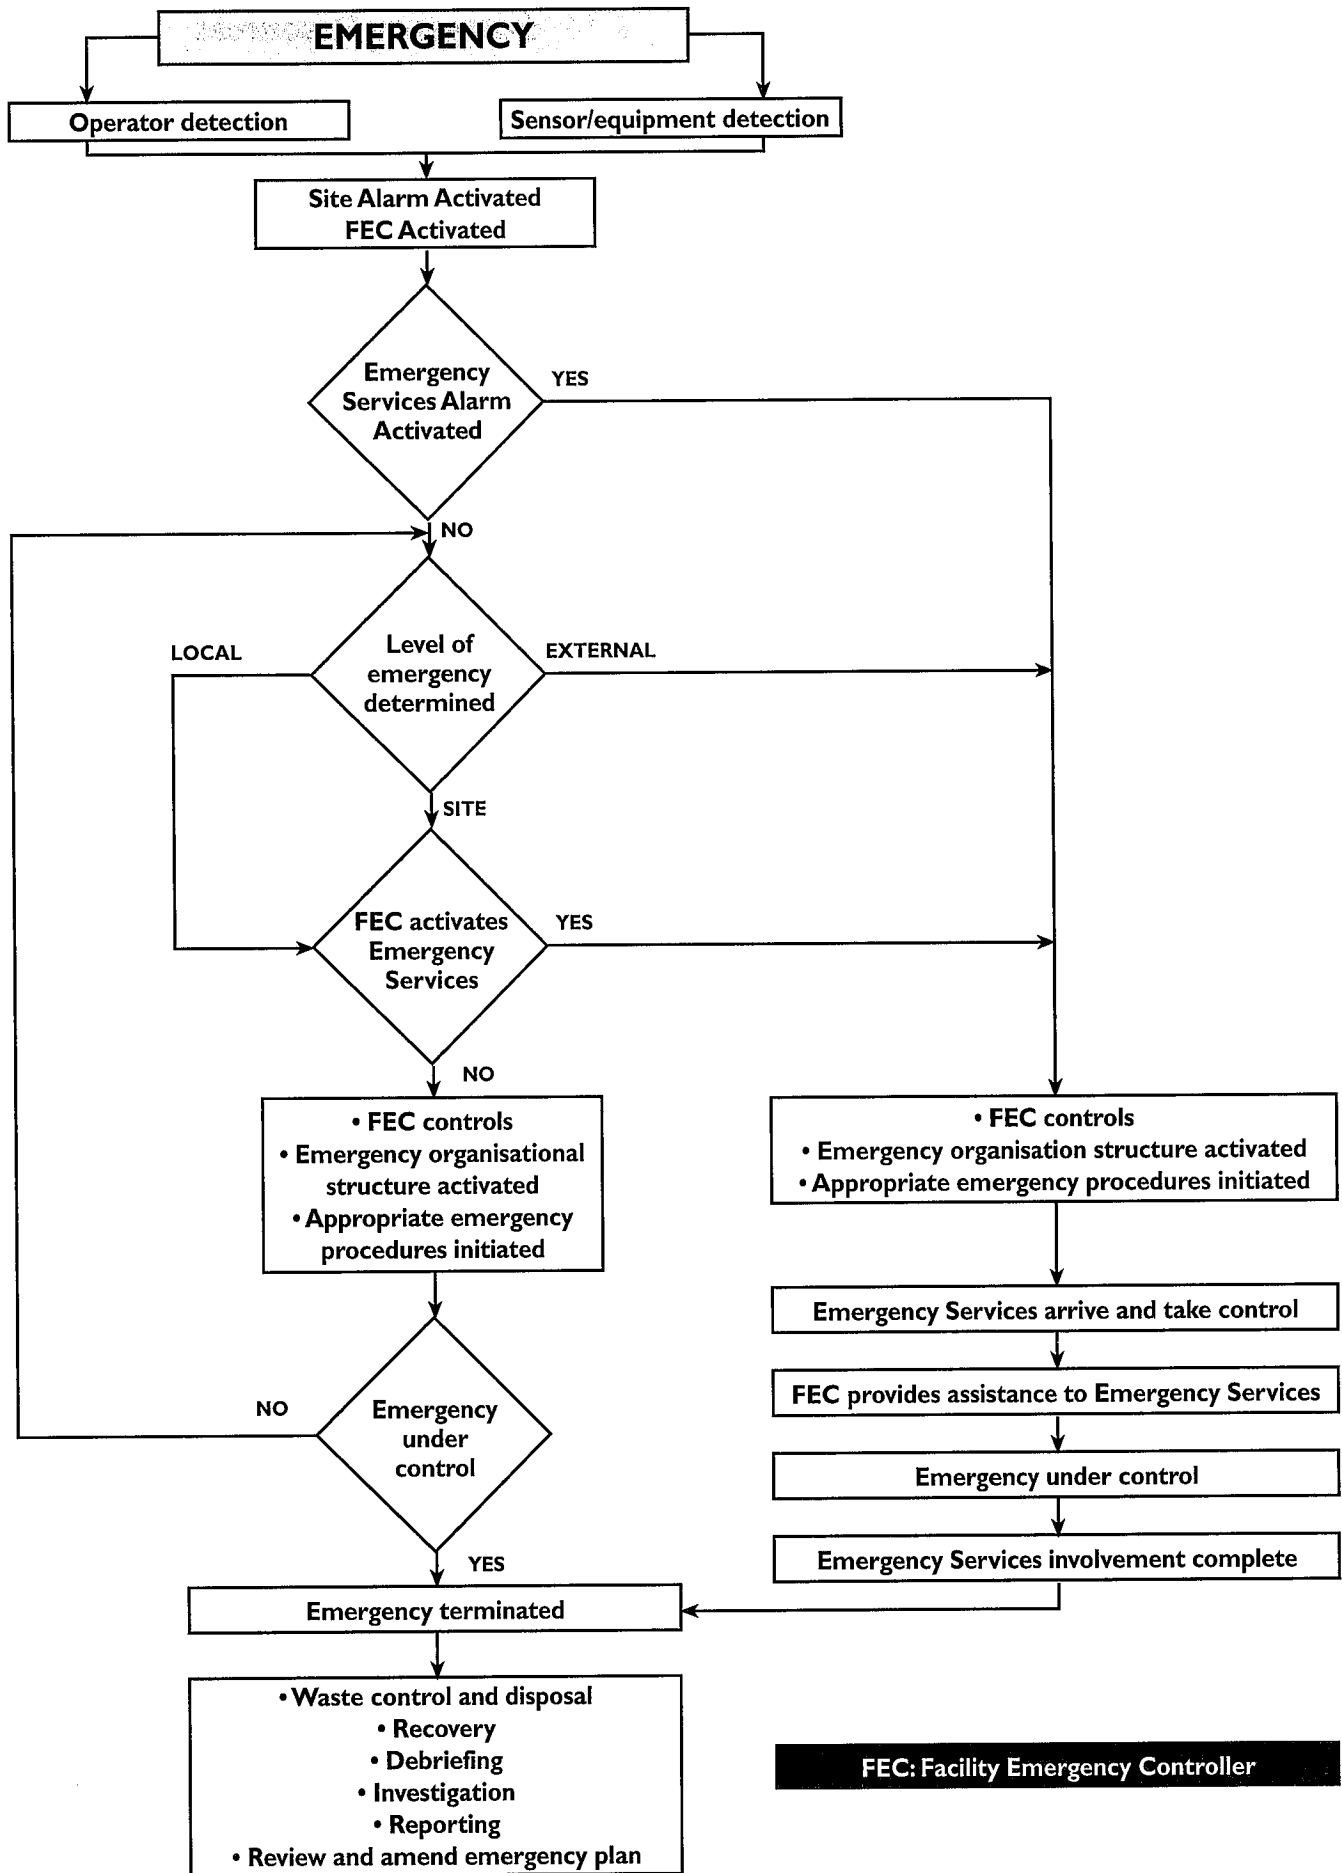 EMERGENCY
Operator detection
Sensor/equipment detection
Site Alarm Activated
FEC Activated
Emergency
Services Alarm
Activated
YES
NO
Level of
emergency
determined
LOCAL
EXTERNAL
SITE
FEC activates
Emergency
Services
YES
NO
• FEC controls
• Emergency organisational
structure activated
• Appropriate emergency
procedures initiated
• FEC controls
• Emergency organisation structure activated
• Appropriate emergency procedures initiated
Emergency Services arrive and take control
FEC provides assistance to Emergency Services
Emergency under control
Emergency Services involvement complete
NO
Emergency
under
control
YES
Emergency terminated
• Waste control and disposal
• Recovery
• Debriefing
• Investigation
• Reporting
• Review and amend emergency plan
FEC: Facility Emergency Controller